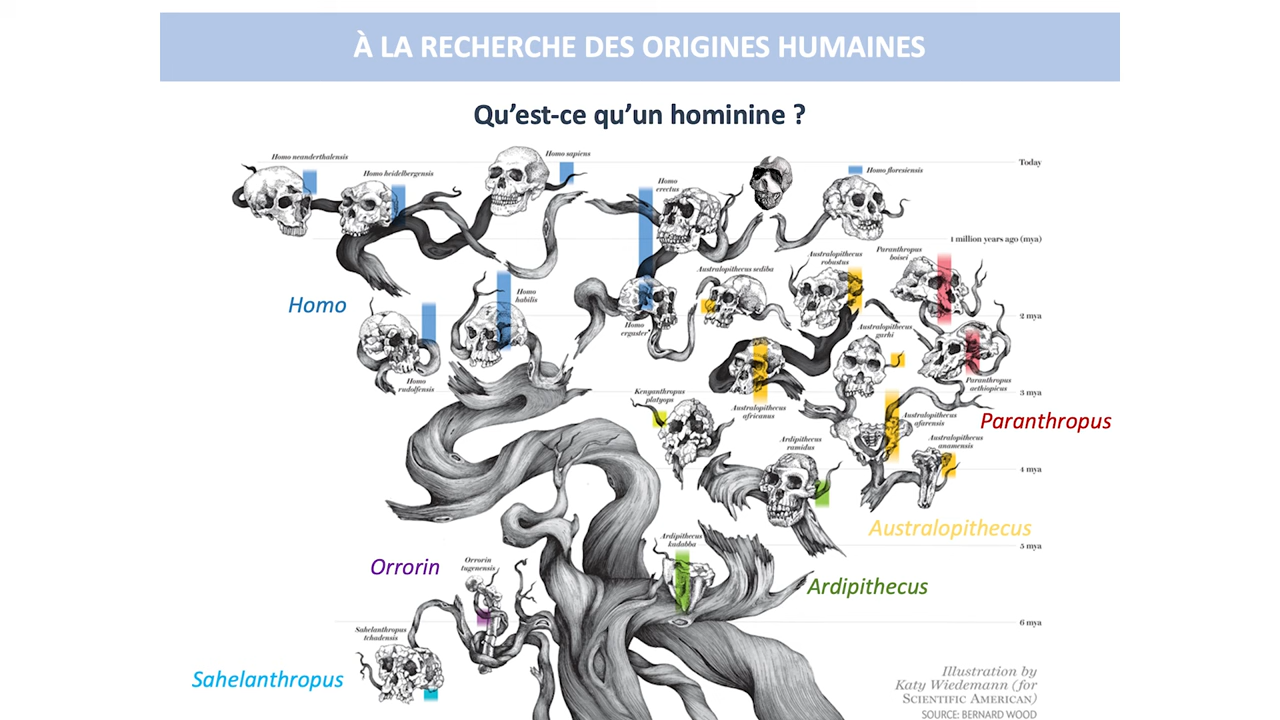 À LA RECHERCHE DES ORIGINES HUMAINES
Qu’est-ce qu’un hominine ?
Homo neanderthalensis
Homo heidelbergensis
Homo sapiens
Homo
erectus
Homo floresiensis
Today
1 million years ago (mya)
Homo
Homo
habilis
Australopithecus sediba
Australopithecus
robustus
Paranthropus
boisei
Homo
ergaster
2 mya
Australopithecus
garhi
Homo
rudolfensis
Paranthropus
aethiopicus
3 mya
Kenyanthropus
platyops
Australopithecus
africanus
Australopithecus
afarensis
Paranthropus
Ardipithecus
ramidus
Australopithecus
anamensis
4 mya
Australopithecus
5 mya
Ardipithecus
kadabba
Orrorin
Orrorin
tugenensis
Ardipithecus
6 mya
Sahelanthropus
tchadensis
Sahelanthropus
Illustration by
Katy Wiedemann (for
SCIENTIFIC AMERICAN)
SOURCE: BERNARD WOOD